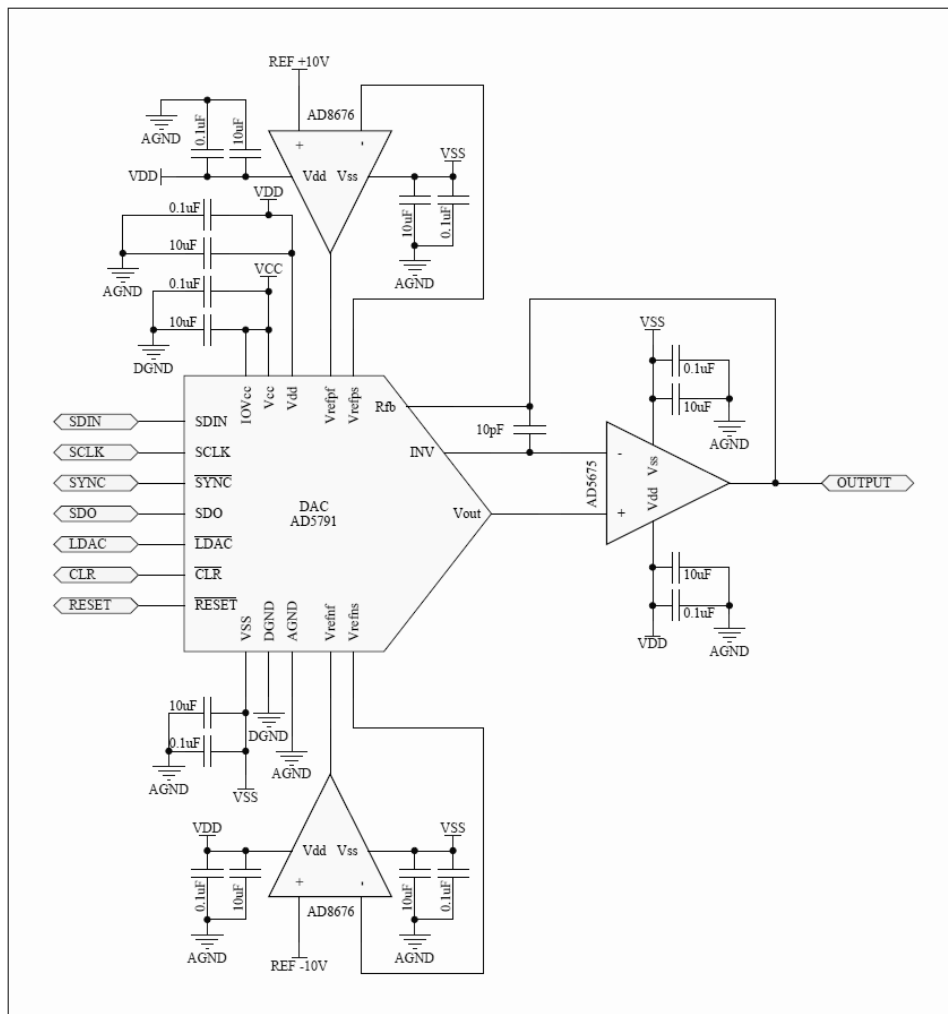 REF +10V
AD8676
+
-
AGND
0.1uF
10uF
VDD
Vdd
Vss
VSS
10uF
0.1uF
AGND
VDD
0.1uF
10uF
AGND
VCC
0.1uF
10uF
DGND
IOVcc
Vcc
Vdd
Vrefpf
Vrefps
Rfb
INV
Vout
10pF
VSS
0.1uF
10uF
AGND
SDIN
SDIN
SCLK
SCLK
SYNC
SYNC
SDO
SDO
LDAC
LDAC
CLR
CLR
RESET
RESET
DAC
AD5791
AD5675
-
+
Vss
Vdd
OUTPUT
10uF
0.1uF
VDD
AGND
VSS
DGND
AGND
Vrefnf
Vrefns
10uF
0.1uF
AGND
VSS
DGND
AGND
VDD
Vdd
Vss
VSS
0.1uF
10uF
+
-
10uF
0.1uF
AD8676
AGND
AGND
REF -10V